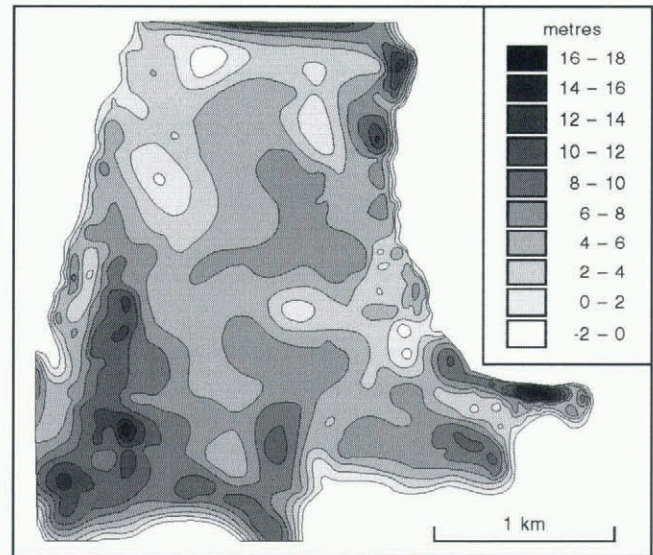 metres
16 – 18
14 – 16
12 – 14
10 – 12
8 – 10
6 – 8
4 – 6
2 – 4
0 – 2
-2 – 0
1 km